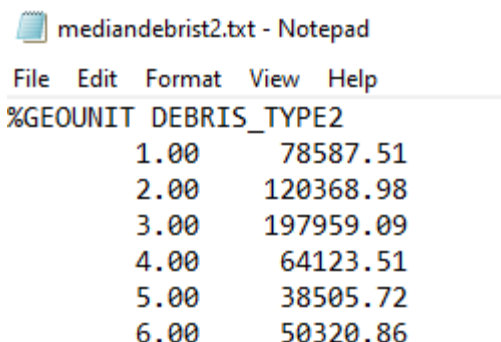 mediandebrist2.txt - Notepad
File Edit Format View Help
%GEOUNIT DEBRIS_TYPE2
1.00 78587.51
2.00 120368.98
3.00 197959.09
4.00 64123.51
5.00 38505.72
6.00 50320.86